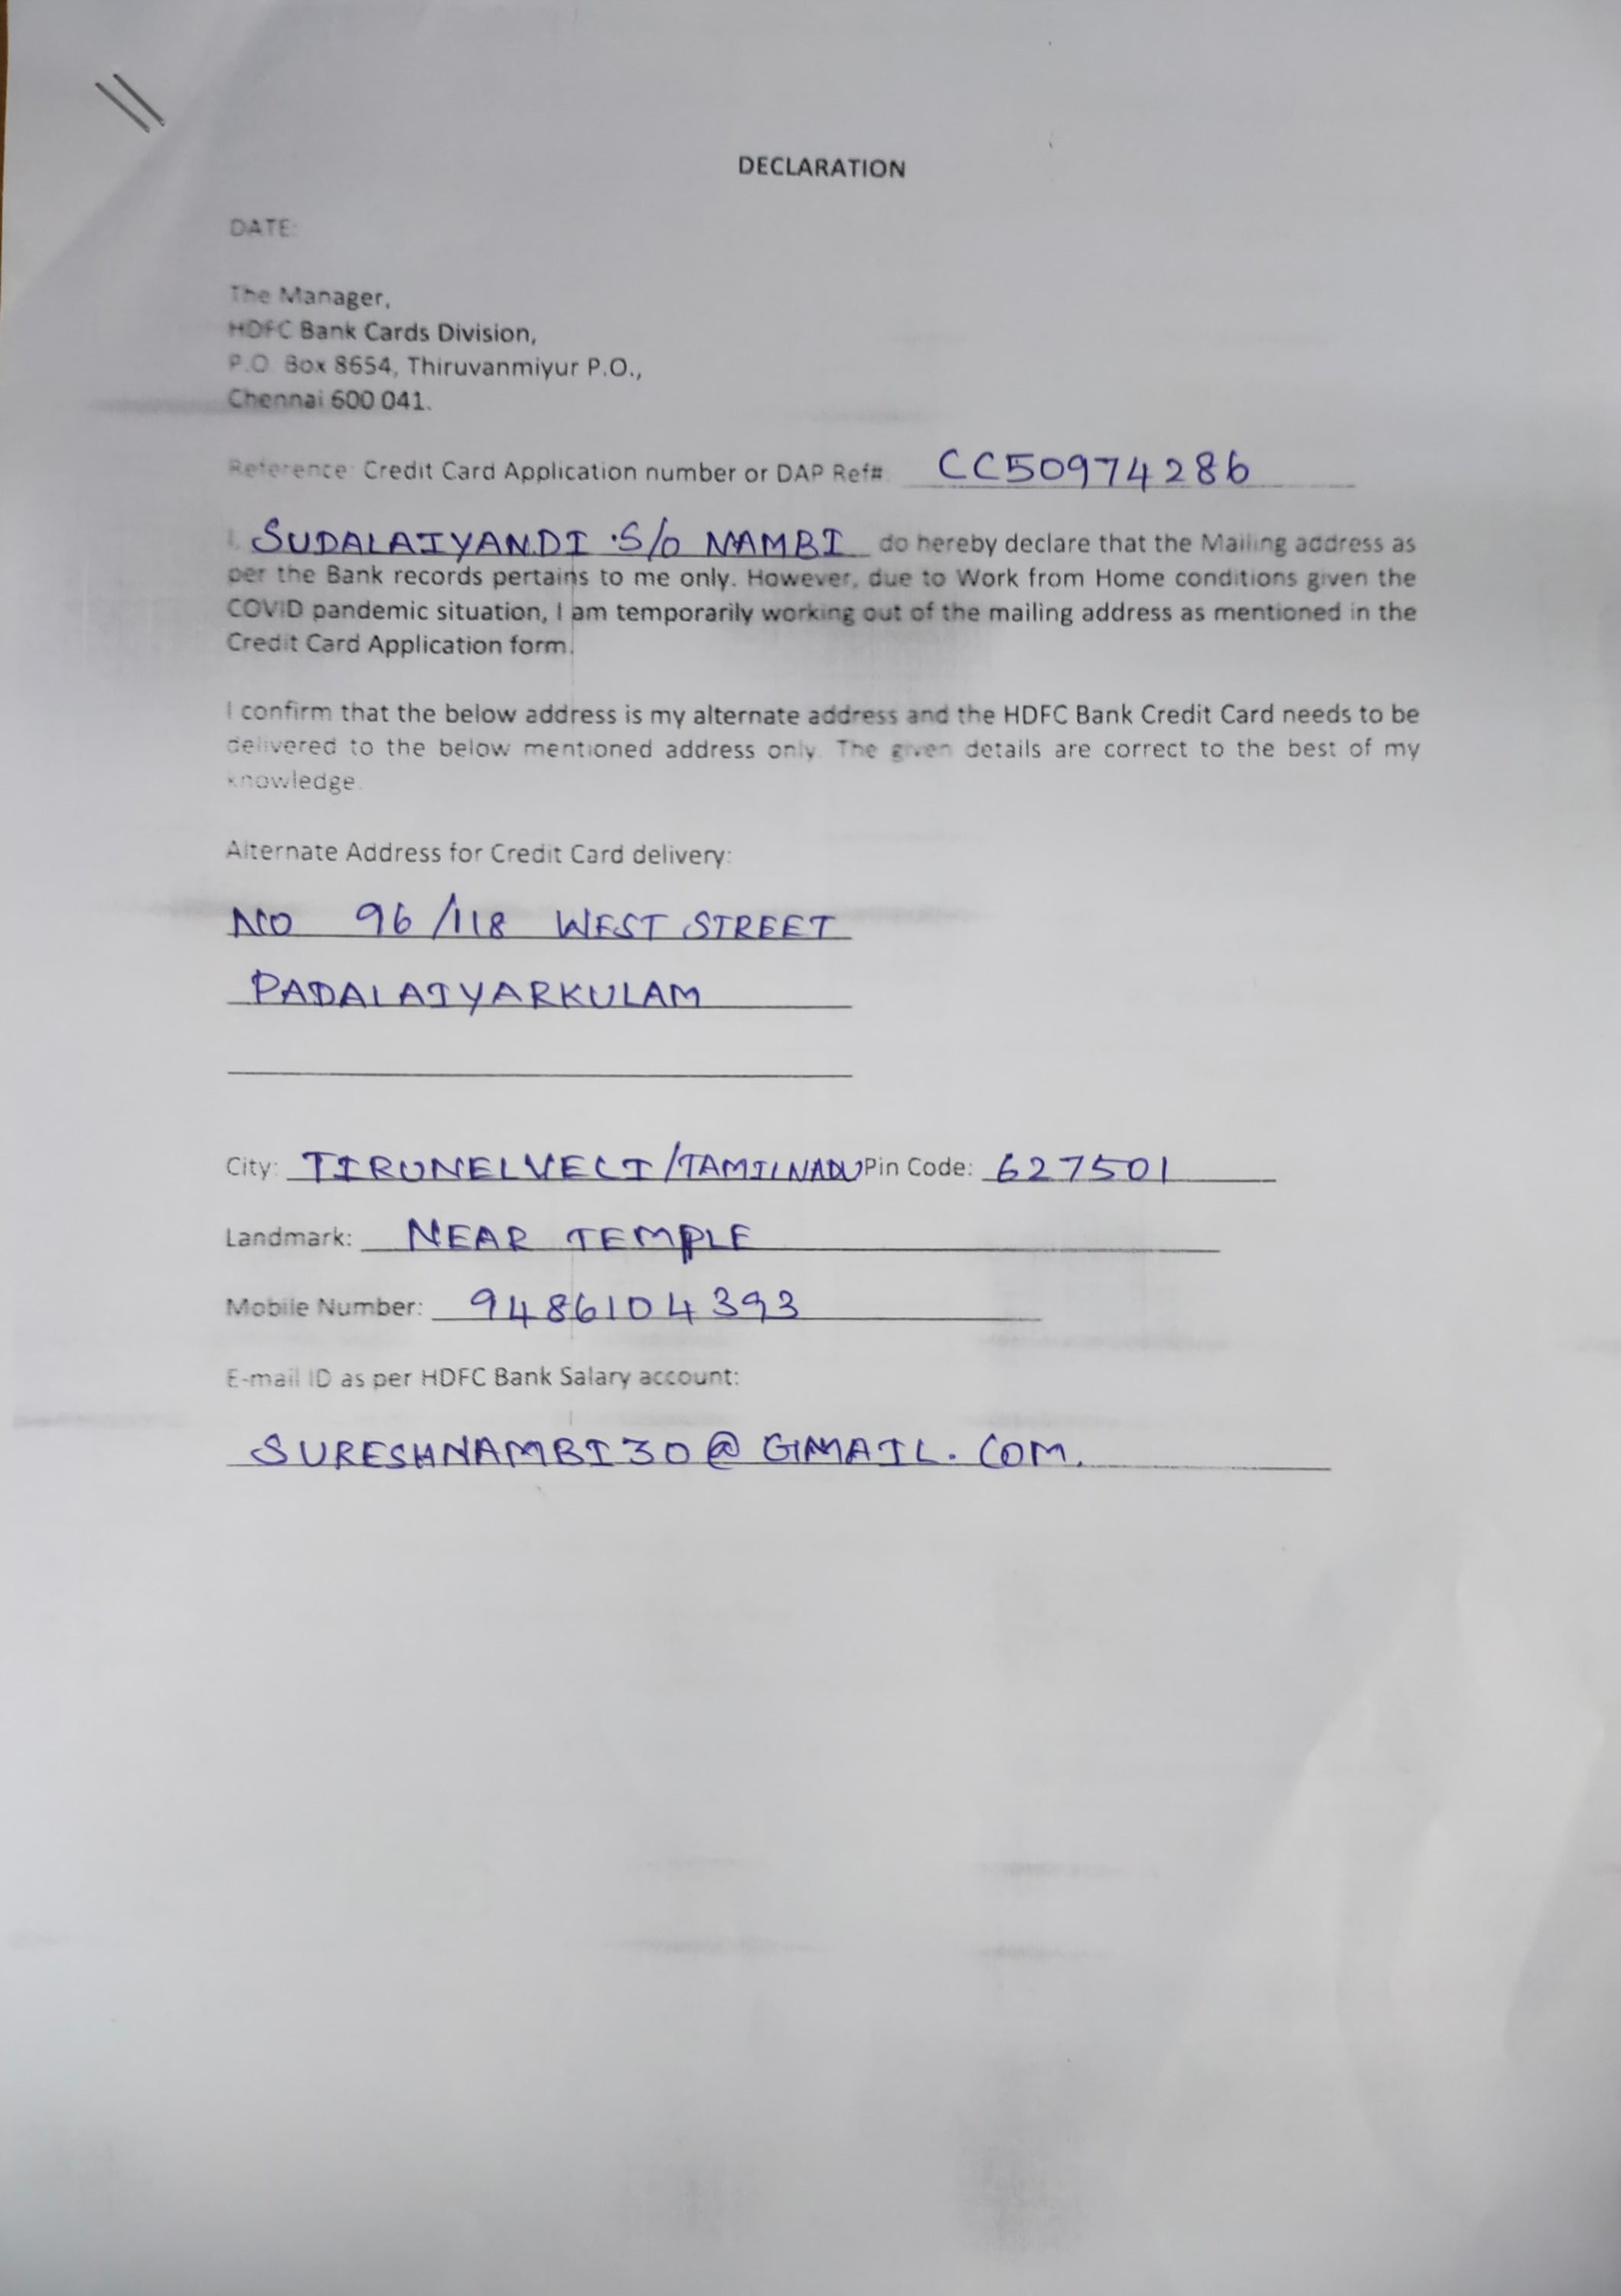 DECLARATION
DATE:
The Manager,
HDFC Bank Cards Division,
P.O. Box 8654, Thiruvanmiyur P.O.,
Chennai 600 041.
Reference: Credit Card Application number or DAP Ref# CC50974286
I, SUDALAIYANDI .S/O NAMBI do hereby declare that the Mailing address as
per the Bank records pertains to me only. However, due to Work from Home conditions given the
COVID pandemic situation, I am temporarily working out of the mailing address as mentioned in the
Credit Card Application form.
I confirm that the below address is my alternate address and the HDFC Bank Credit Card needs to be
delivered to the below mentioned address only. The given details are correct to the best of my
knowledge.
Alternate Address for Credit Card delivery:
NO 96/118 WEST STREET
PADALAIYARKULAM
City: TIRUNELVELI/TAMILNADU Pin Code: 627501
Landmark: NEAR TEMPLE
Mobile Number: 9486104393
E-mail ID as per HDFC Bank Salary account:
SURESHNAMBI30@GMAIL.COM.